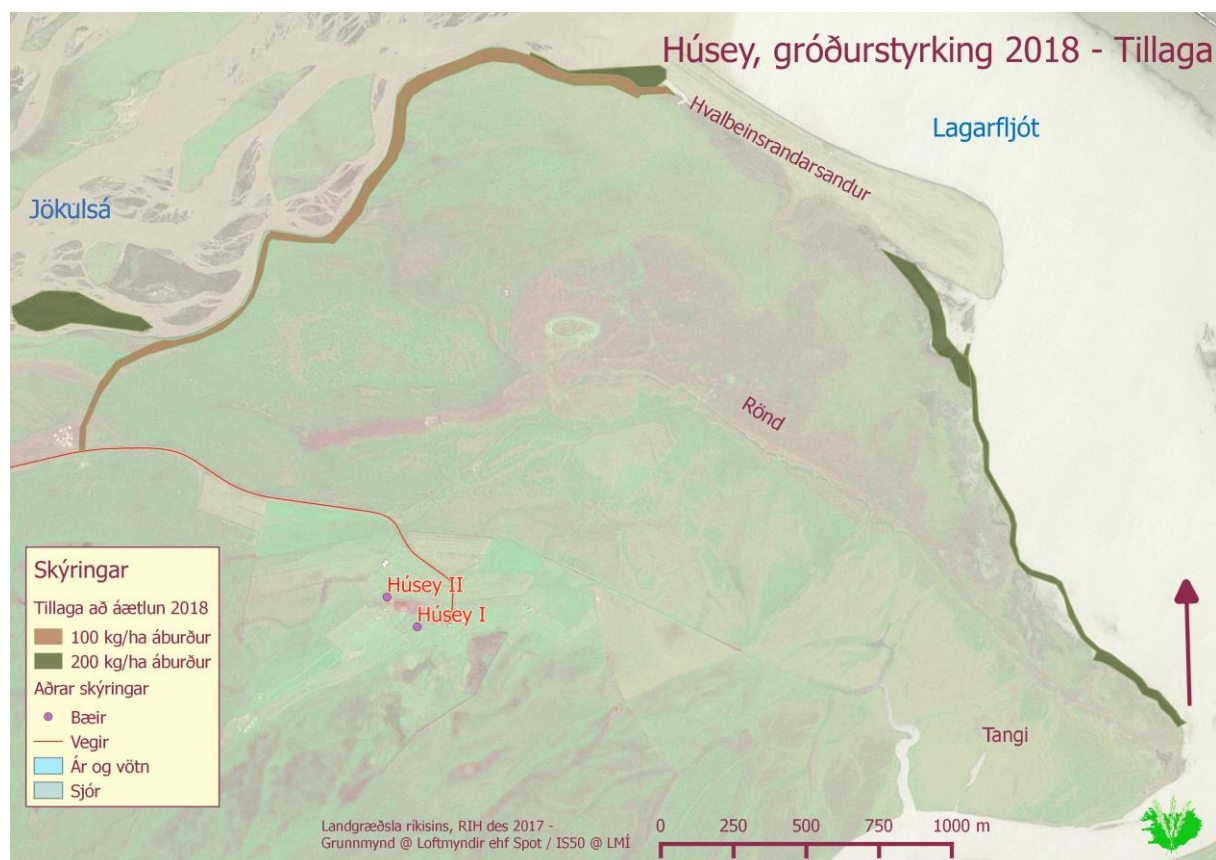 Húsey, gróðurstyrking 2018 - Tillaga
Hvalbeinsrandarsandur
Lagarfljót
Jökulsá
Rönd
Húsey II
Húsey I
Tangi
Skýringar
Tillaga að áætlun 2018
100 kg/ha áburður
200 kg/ha áburður
Aðrar skýringar
Bæir
Vegir
Ár og vötn
Sjór
Landgræðsla ríkisins, RIH des 2017 -
Grunnmynd @ Loftmyndir ehf Spot / IS50 @ LMÍ
0 250 500 750 1000 m